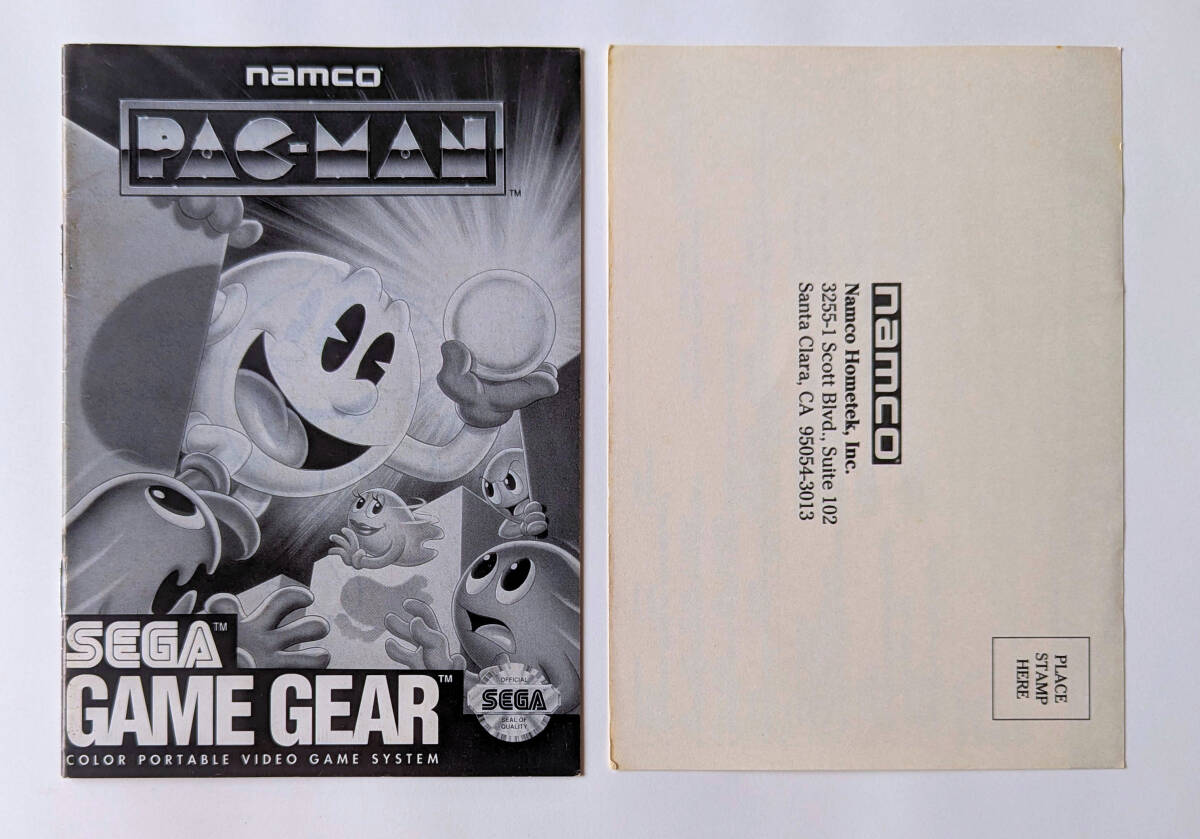 namco
PAC-MAN
TM
SEGA TM
GAME GEAR TM
COLOR PORTABLE VIDEO GAME SYSTEM
OFFICIAL
SEGA
SEAL OF
QUALITY
namco
Namco Hometek, Inc.
3255-1 Scott Blvd., Suite 102
Santa Clara, CA 95054-3013
PLACE
STAMP
HERE